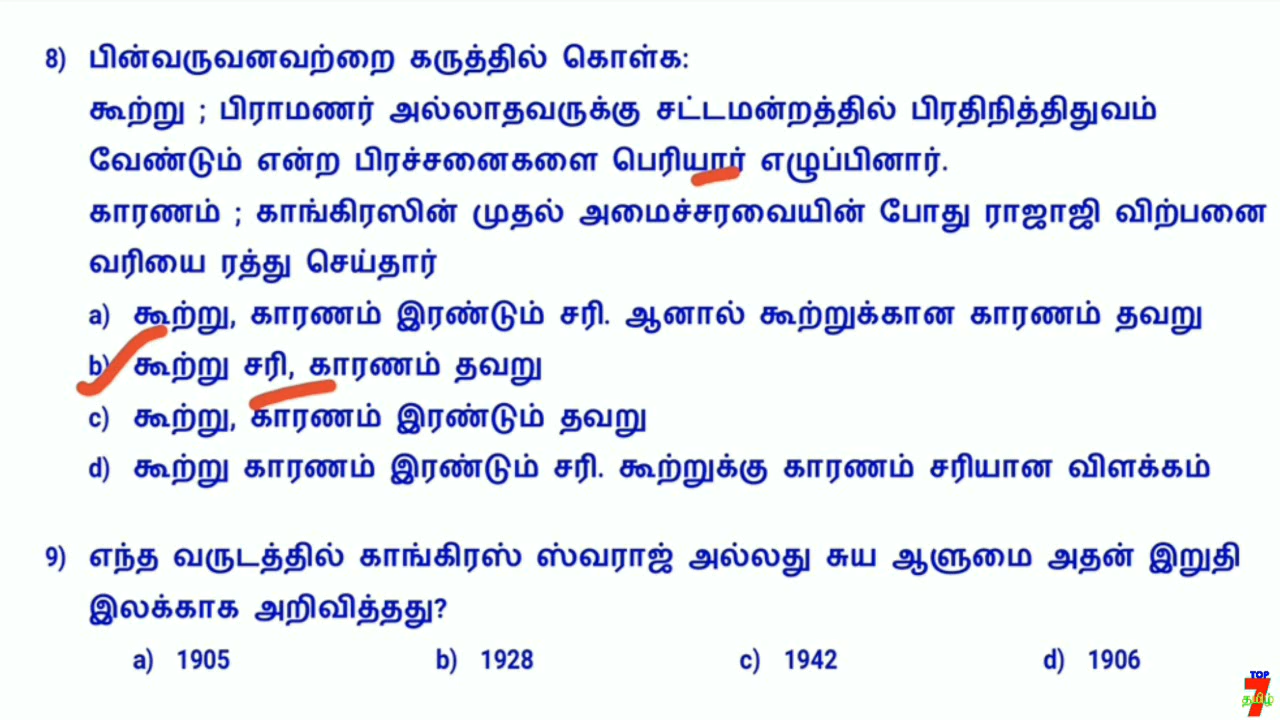 8) பின்வருவனவற்றை கருத்தில் கொள்க:
கூற்று ; பிராமணர் அல்லாதவருக்கு சட்டமன்றத்தில் பிரதிநித்திதுவம்
வேண்டும் என்ற பிரச்சனைகளை பெரியார் எழுப்பினார்.
காரணம் ; காங்கிரஸின் முதல் அமைச்சரவையின் போது ராஜாஜி விற்பனை
வரியை ரத்து செய்தார்
a) கூற்று, காரணம் இரண்டும் சரி. ஆனால் கூற்றுக்கான காரணம் தவறு
b) கூற்று சரி, காரணம் தவறு
c) கூற்று, காரணம் இரண்டும் தவறு
d) கூற்று காரணம் இரண்டும் சரி. கூற்றுக்கு காரணம் சரியான விளக்கம்
9) எந்த வருடத்தில் காங்கிரஸ் ஸ்வராஜ் அல்லது சுய ஆளுமை அதன் இறுதி
இலக்காக அறிவித்தது?
a) 1905 b) 1928 c) 1942 d) 1906
TOP
7
தமிழ்